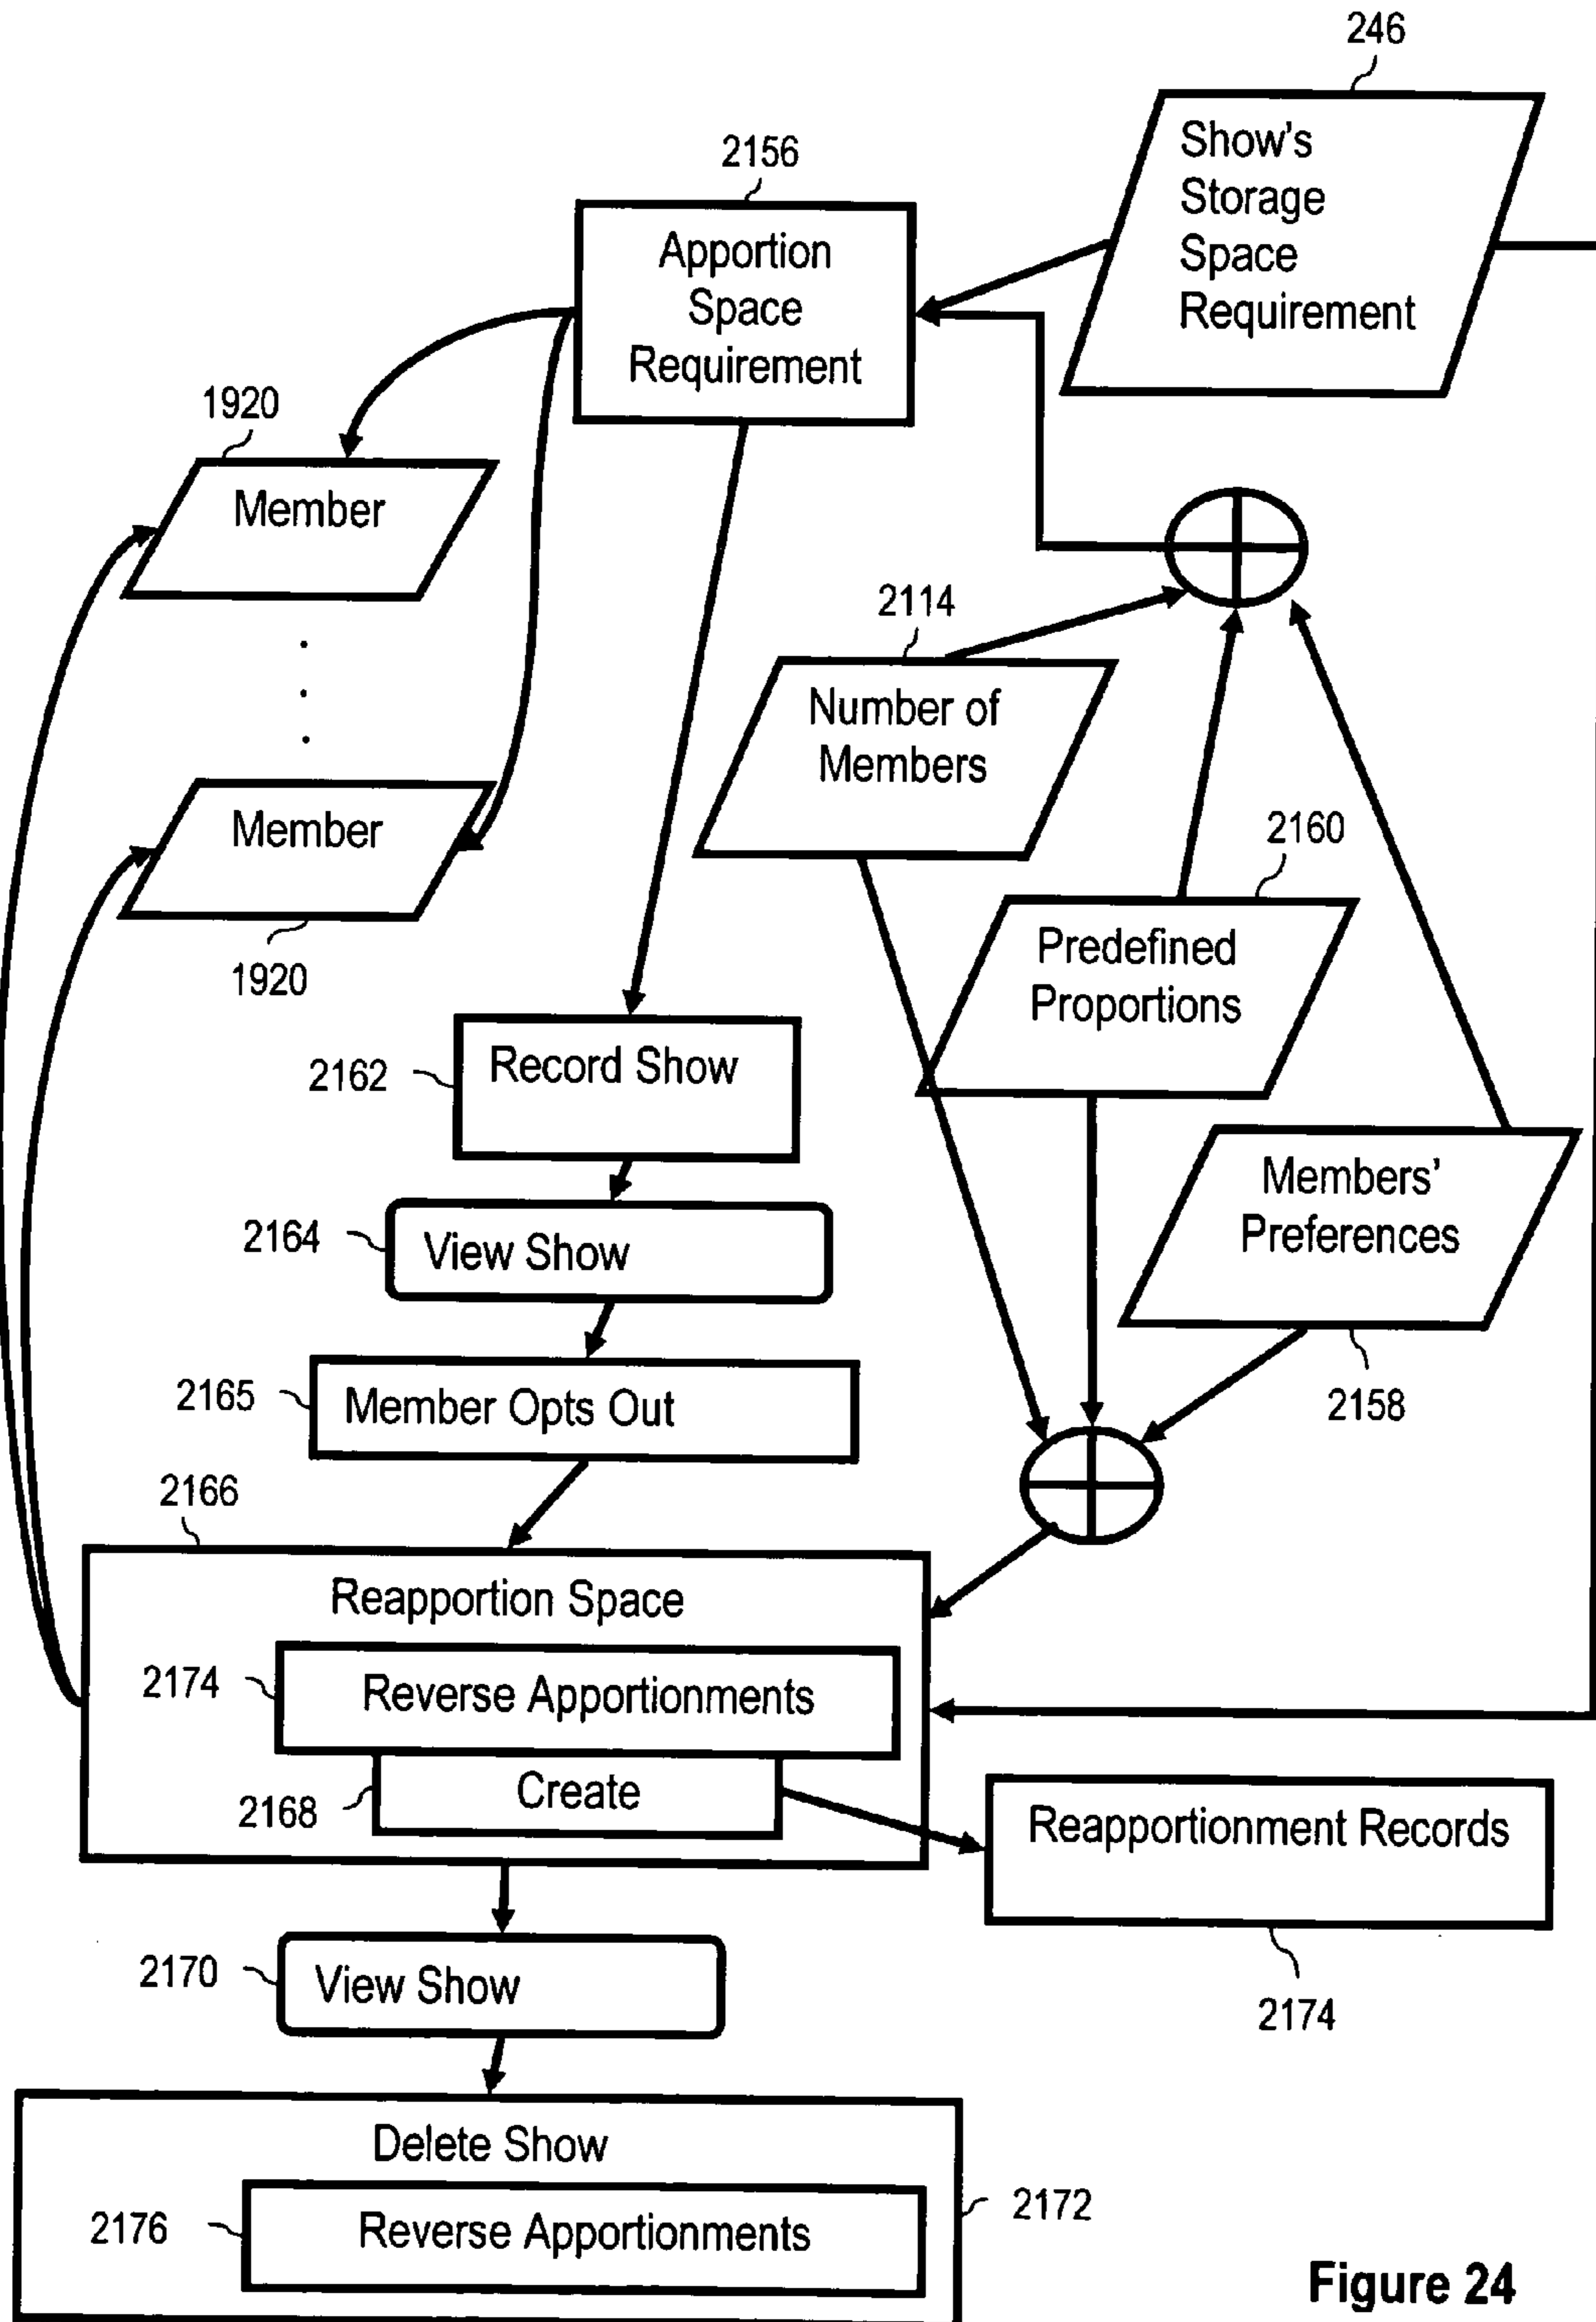 246
Show's
Storage
Space
Requirement
2156
Apportion
Space
Requirement
1920
Member
.
.
.
Member
1920
2114
Number of
Members
2160
Predefined
Proportions
Members'
Preferences
2158
2162
Record Show
2164
View Show
2165
Member Opts Out
2166
Reapportion Space
2174
Reverse Apportionments
2168
Create
Reapportionment Records
2174
2170
View Show
Delete Show
2172
2176
Reverse Apportionments
Figure 24